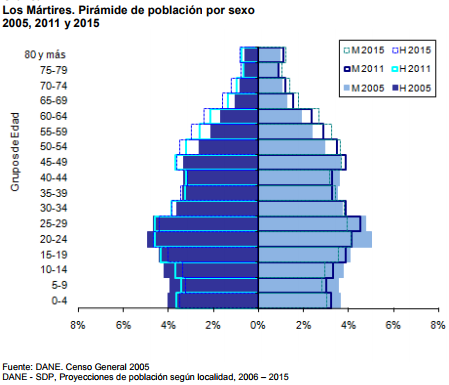 Los Mártires. Pirámide de población por sexo
2005, 2011 y 2015
M2015 H2015
M2011 H2011
M2005 H2005
Grupos de Edad
80 y más
75-79
70-74
65-69
60-64
55-59
50-54
45-49
40-44
35-39
30-34
25-29
20-24
15-19
10-14
5-9
0-4
8% 6% 4% 2% 0% 2% 4% 6% 8%
Fuente: DANE. Censo General 2005
DANE - SDP, Proyecciones de población según localidad, 2006 – 2015